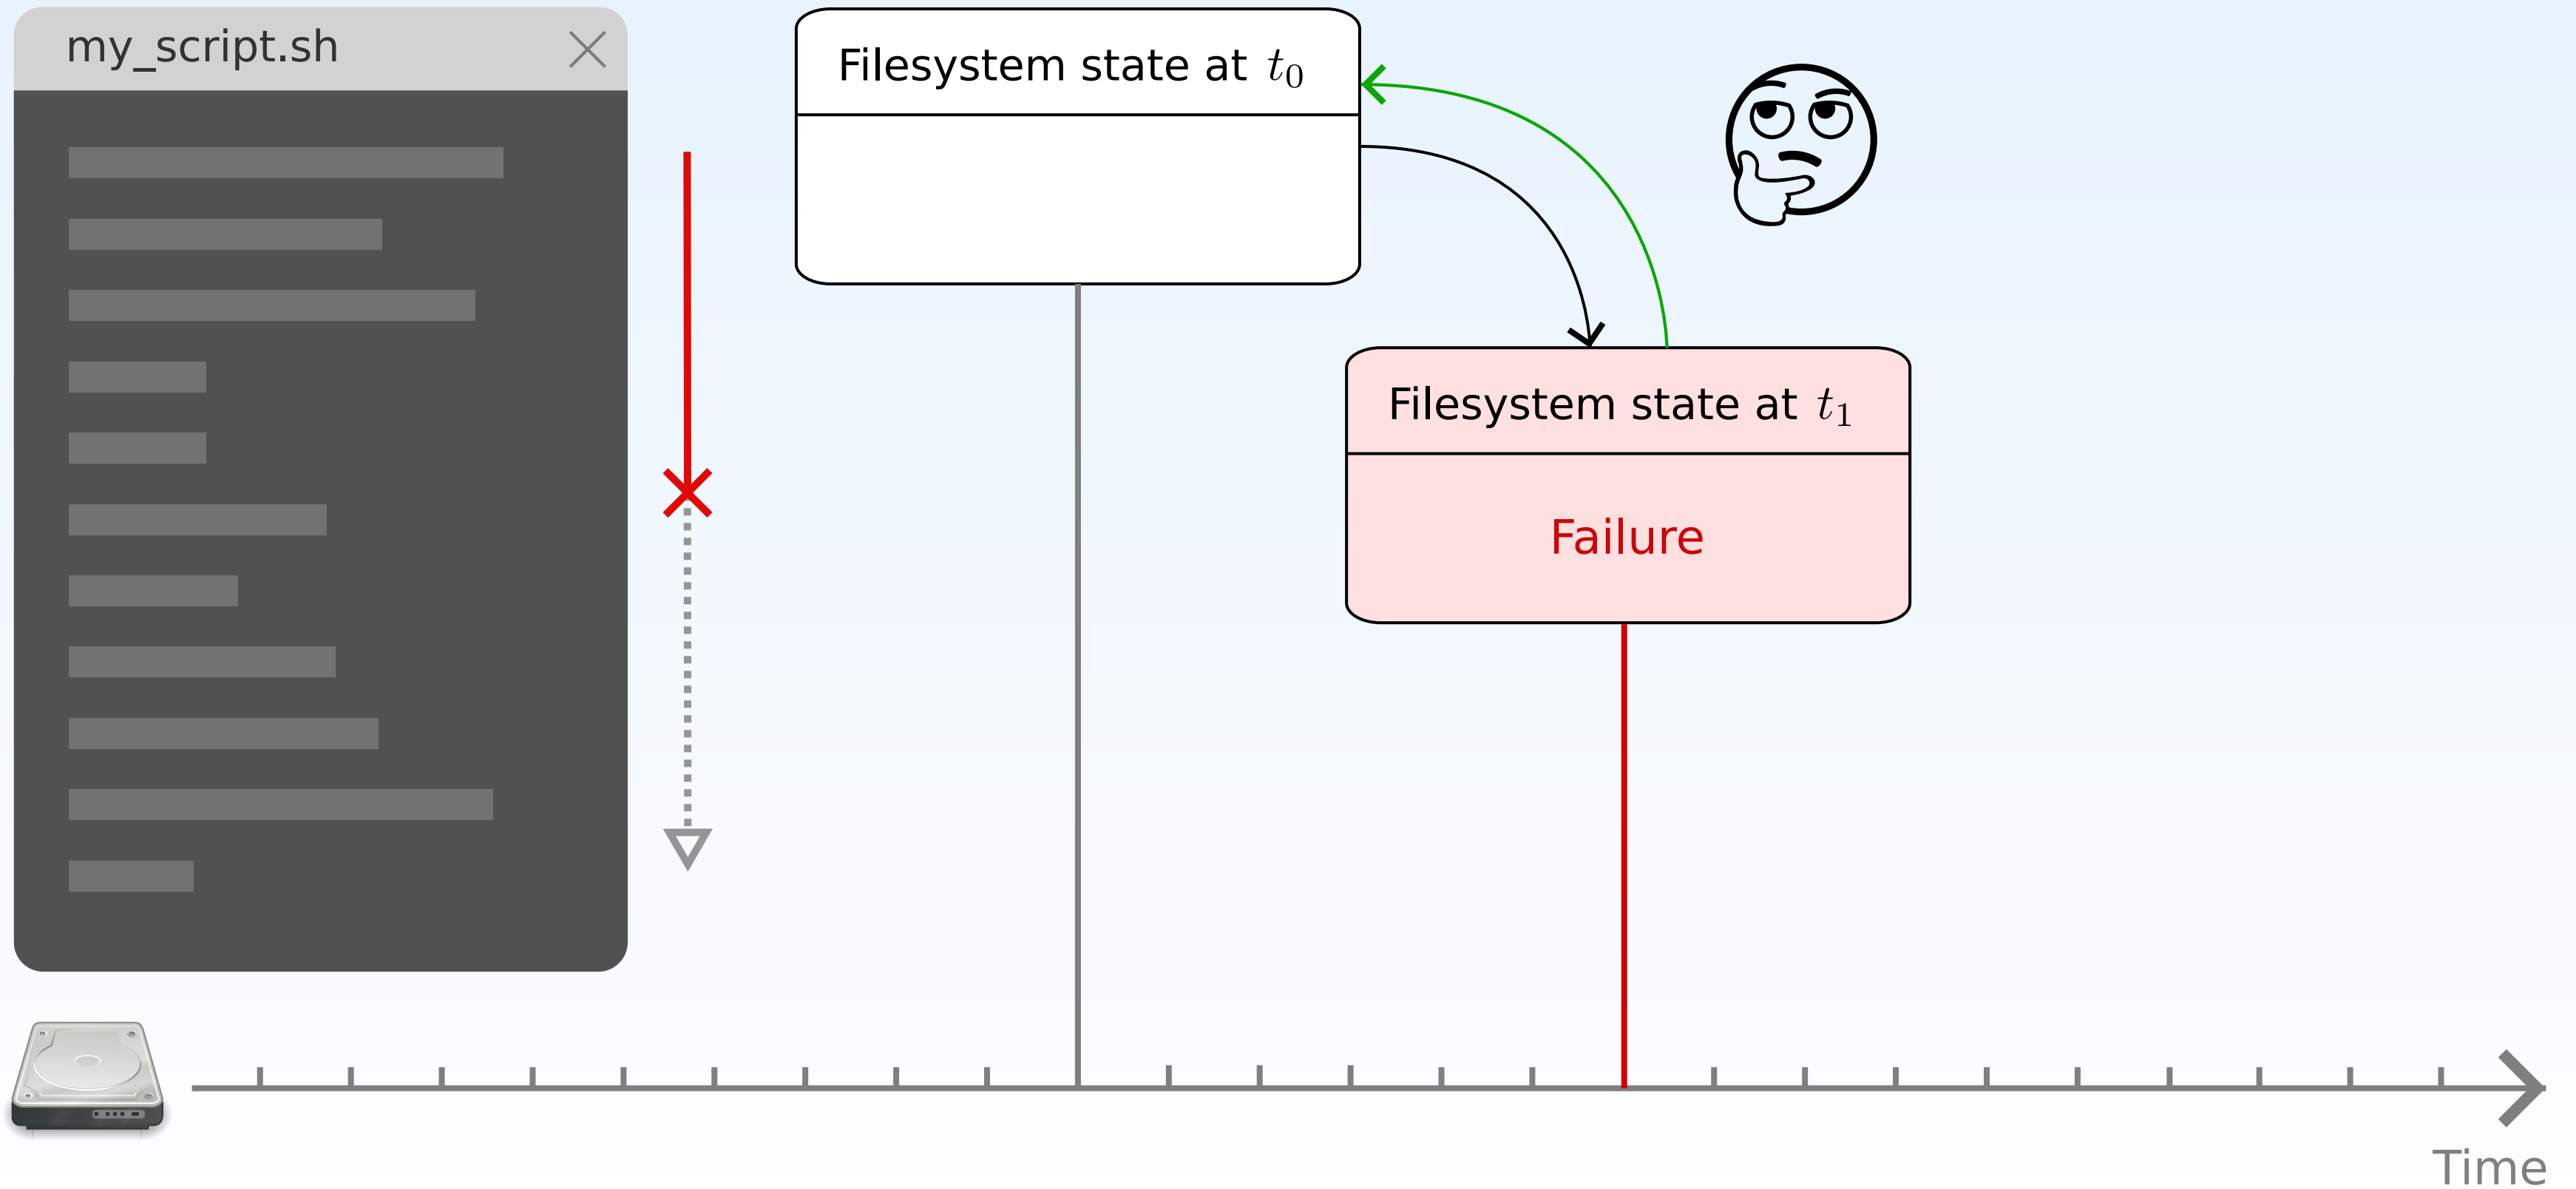 my_script.sh
Filesystem state at t₀
Filesystem state at t₁
Failure
Time